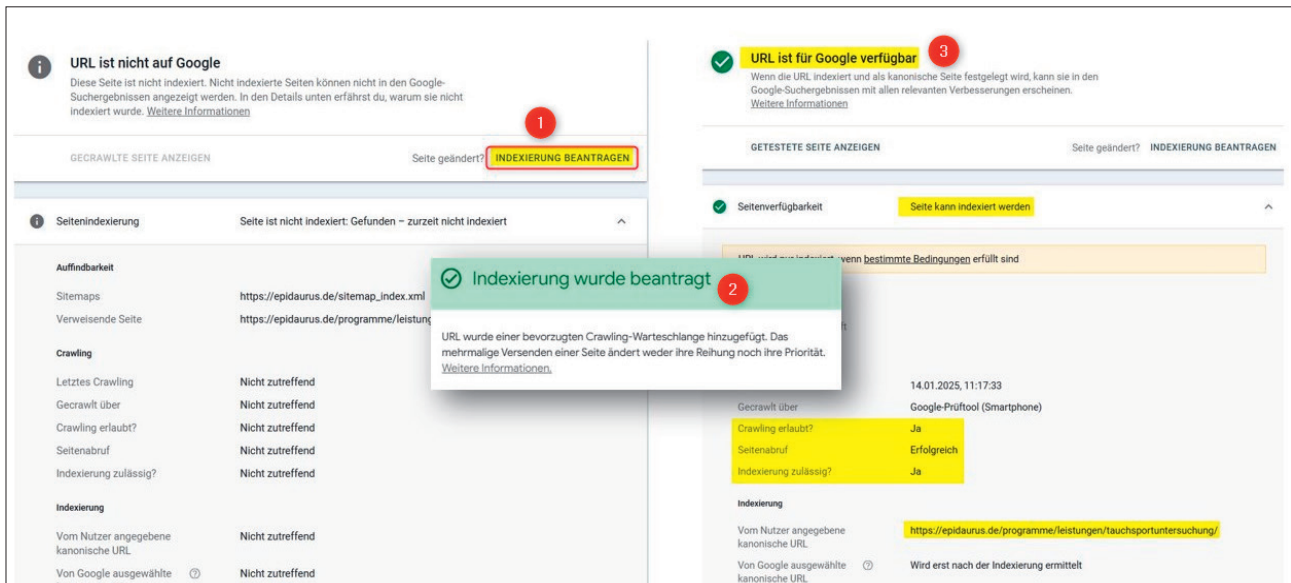 URL ist nicht auf Google
Diese Seite ist nicht indexiert. Nicht indexierte Seiten können nicht in den Google-
Suchergebnissen angezeigt werden. In den Details unten erfährst du, warum sie nicht
indexiert wurde. Weitere Informationen
1
GECRAWLTE SEITE ANZEIGEN
Seite geändert? INDEXIERUNG BEANTRAGEN
Seitenindexierung
Seite ist nicht indexiert: Gefunden – zurzeit nicht indexiert
Auffindbarkeit
Sitemaps
https://epidaurus.de/sitemap_index.xml
Verweisende Seite
https://epidaurus.de/programme/leistung
Crawling
Letztes Crawling
Nicht zutreffend
Gecrawlt über
Nicht zutreffend
Crawling erlaubt?
Nicht zutreffend
Seitenabruf
Nicht zutreffend
Indexierung zulässig?
Nicht zutreffend
Indexierung
Vom Nutzer angegebene
kanonische URL
Nicht zutreffend
Von Google ausgewählte
Nicht zutreffend
Indexierung wurde beantragt
2
URL wurde einer bevorzugten Crawling-Warteschlange hinzugefügt. Das
mehrmalige Versenden einer Seite ändert weder ihre Reihung noch ihre Priorität.
Weitere Informationen.
URL ist für Google verfügbar
3
Wenn die URL indexiert und als kanonische Seite festgelegt wird, kann sie in den
Google-Suchergebnissen mit allen relevanten Verbesserungen erscheinen.
Weitere Informationen
GETESTETE SEITE ANZEIGEN
Seite geändert? INDEXIERUNG BEANTRAGEN
Seitenverfügbarkeit
Seite kann indexiert werden
URL wird nur indexiert, wenn bestimmte Bedingungen erfüllt sind
14.01.2025, 11:17:33
Gecrawlt über
Google-Prüftool (Smartphone)
Crawling erlaubt?
Ja
Seitenabruf
Erfolgreich
Indexierung zulässig?
Ja
Indexierung
Vom Nutzer angegebene
kanonische URL
https://epidaurus.de/programme/leistungen/tauchsportuntersuchung/
Von Google ausgewählte
kanonische URL
Wird erst nach der Indexierung ermittelt